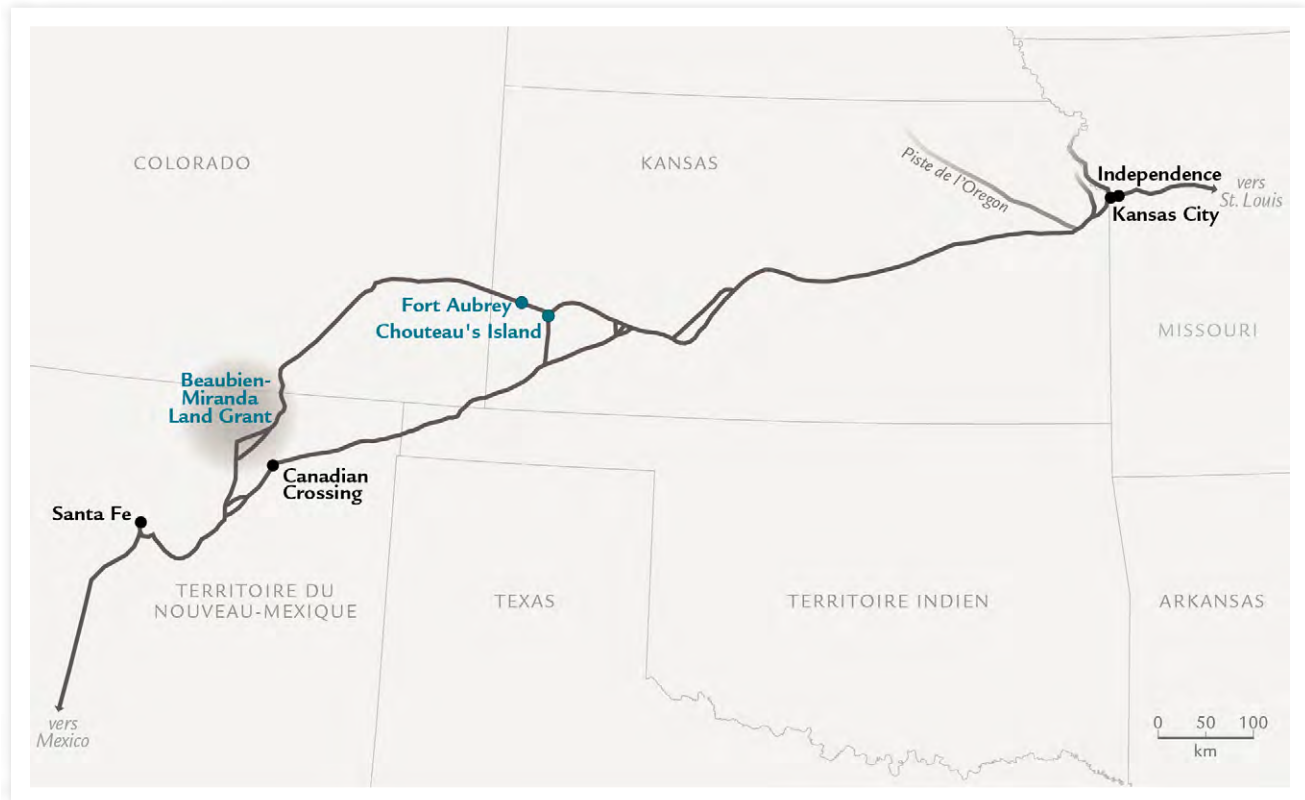 COLORADO
KANSAS
Piste de l'Oregon
Independence
vers
St. Louis
Kansas City
Fort Aubrey
Chouteau's Island
MISSOURI
Beaubien-
Miranda
Land Grant
Canadian
Crossing
Santa Fe
TERRITOIRE DU
NOUVEAU-MEXIQUE
TEXAS
TERRITOIRE INDIEN
ARKANSAS
vers
Mexico
0 50 100
km